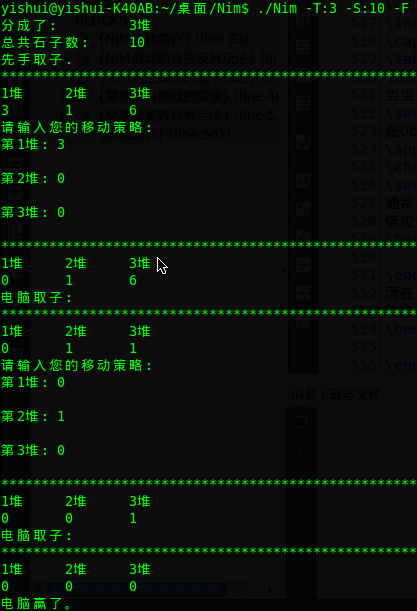 yishui@yishui-K40AB:~/桌面/Nim$ ./Nim -T:3 -S:10 -F
分成了: 3堆
总共石子数: 10
先手取子.
****************************************************
1堆 2堆 3堆
3 1 6
请输入您的移动策略:
第1堆: 3
第2堆: 0
第3堆: 0
****************************************************
1堆 2堆 3堆
0 1 6
电脑取子:
****************************************************
1堆 2堆 3堆
0 1 1
请输入您的移动策略:
第1堆: 0
第2堆: 1
第3堆: 0
****************************************************
1堆 2堆 3堆
0 0 1
电脑取子:
****************************************************
1堆 2堆 3堆
0 0 0
电脑赢了。
消息 / 日志文件